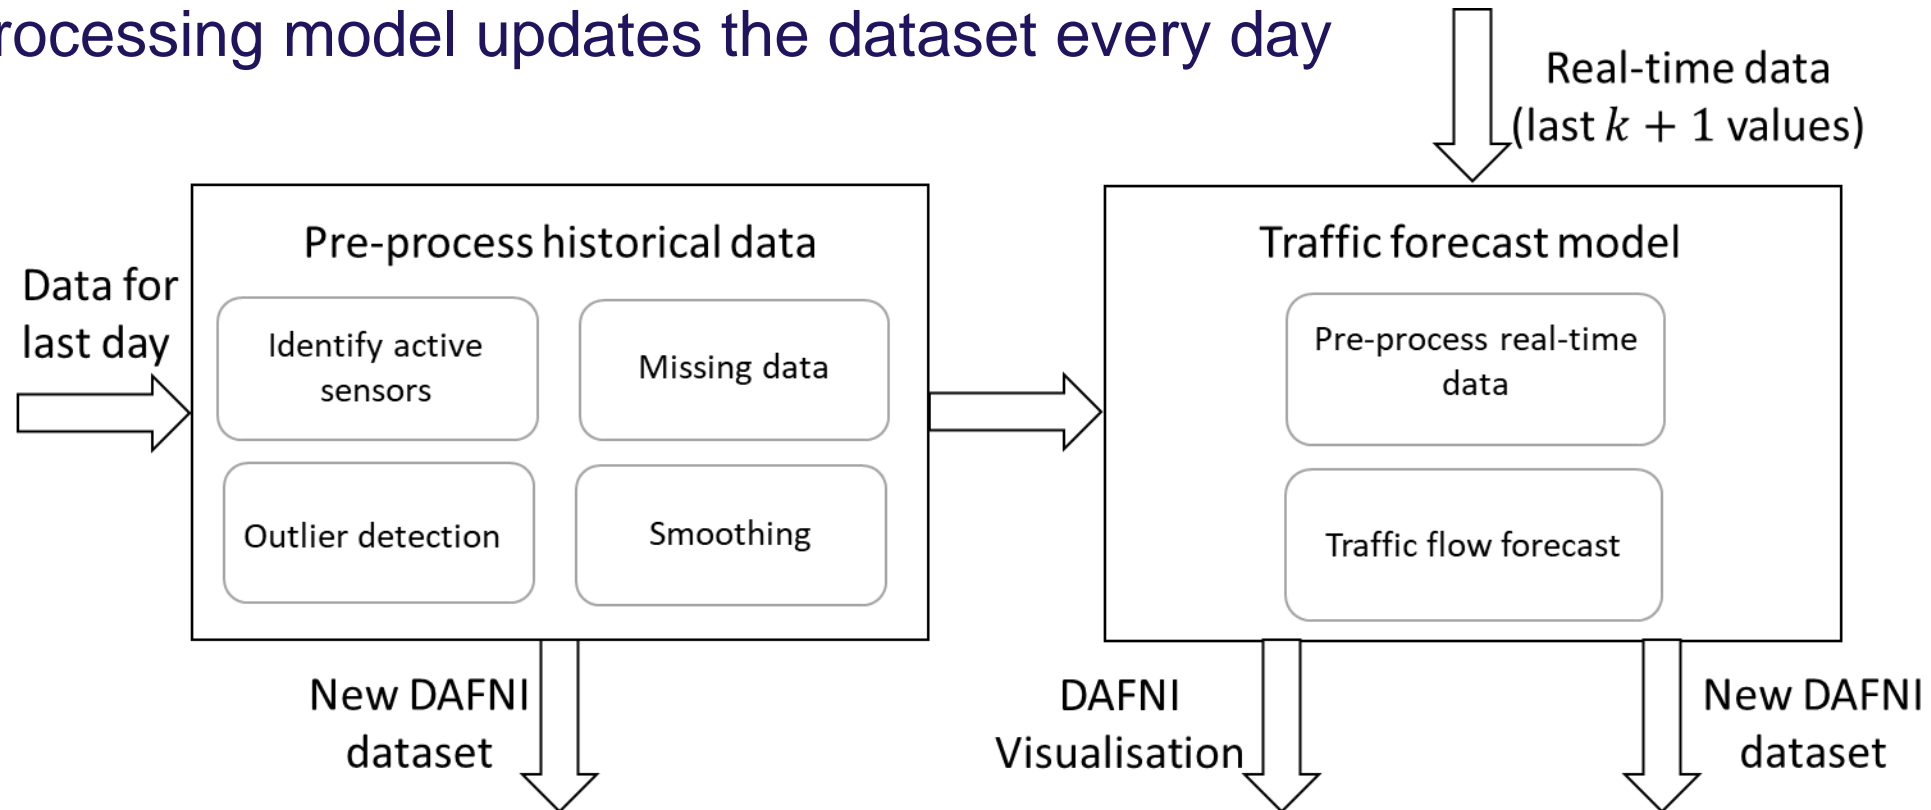 rocessing model updates the dataset every day
Real-time data
(last k + 1 values)
Pre-process historical data
Traffic forecast model
Data for
last day
Identify active
sensors
Missing data
Pre-process real-time
data
Outlier detection
Smoothing
Traffic flow forecast
New DAFNI
dataset
DAFNI
Visualisation
New DAFNI
dataset